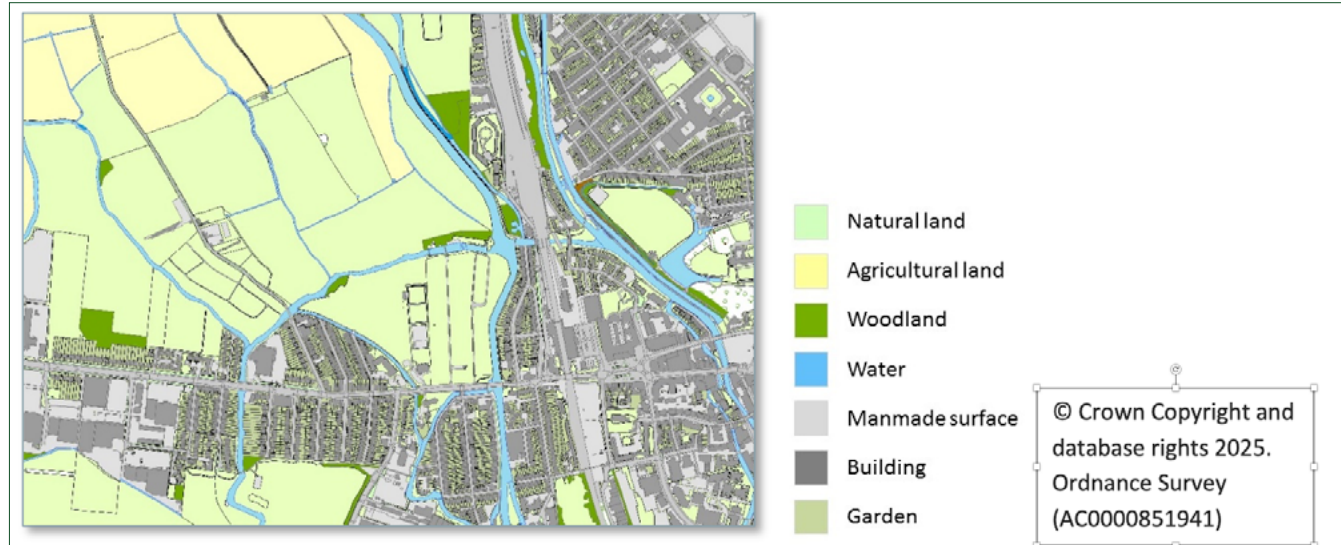 Natural land
Agricultural land
Woodland
Water
Manmade surface
Building
Garden
© Crown Copyright and
database rights 2025.
Ordnance Survey
(AC0000851941)